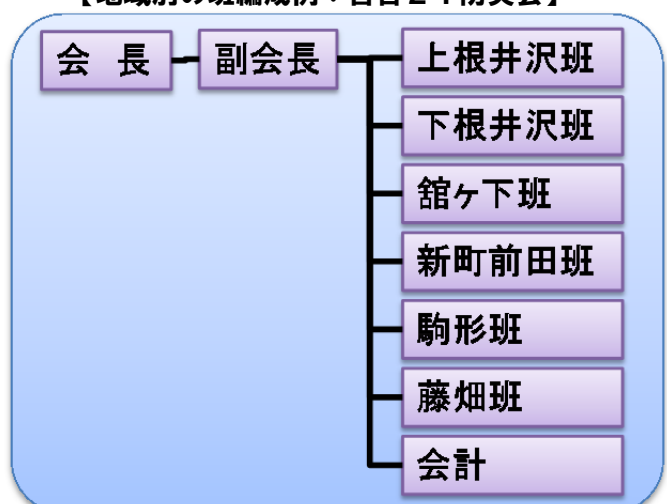 会 長
副会長
上根井沢班
下根井沢班
舘ヶ下班
新町前田班
駒形班
藤畑班
会計